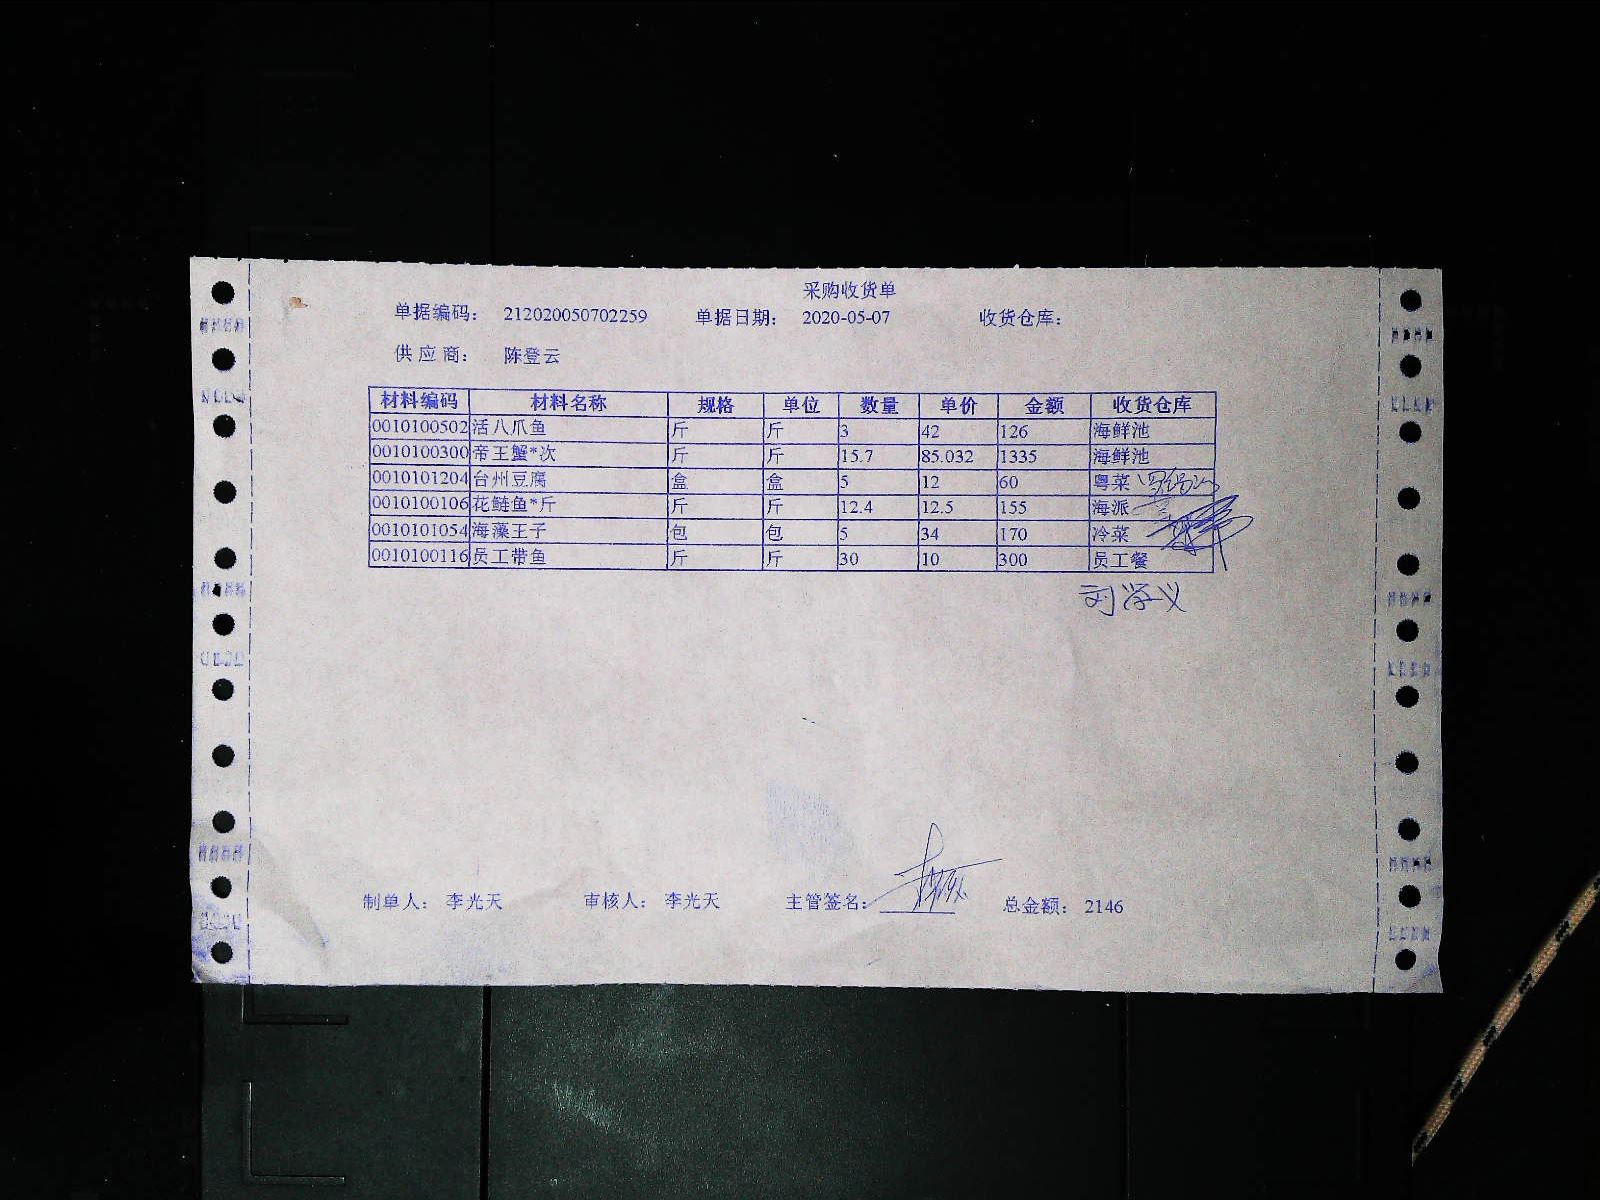 采购收货单
单据编码： 212020050702259 单据日期： 2020-05-07 收货仓库：
供应商： 陈登云
材料编码 材料名称 规格 单位 数量 单价 金额 收货仓库
0010100502 活八爪鱼 斤 斤 3 42 126 海鲜池
0010100300 帝王蟹*次 斤 斤 15.7 85.032 1335 海鲜池
0010101204 台州豆腐 盒 盒 5 12 60 粤菜
0010100106 花鲢鱼*斤 斤 斤 12.4 12.5 155 海派
0010101054 海藻王子 包 包 5 34 170 冷菜
0010100116 员工带鱼 斤 斤 30 10 300 员工餐
刘学义
制单人： 李光天 审核人： 李光天 主管签名： 总金额： 2146